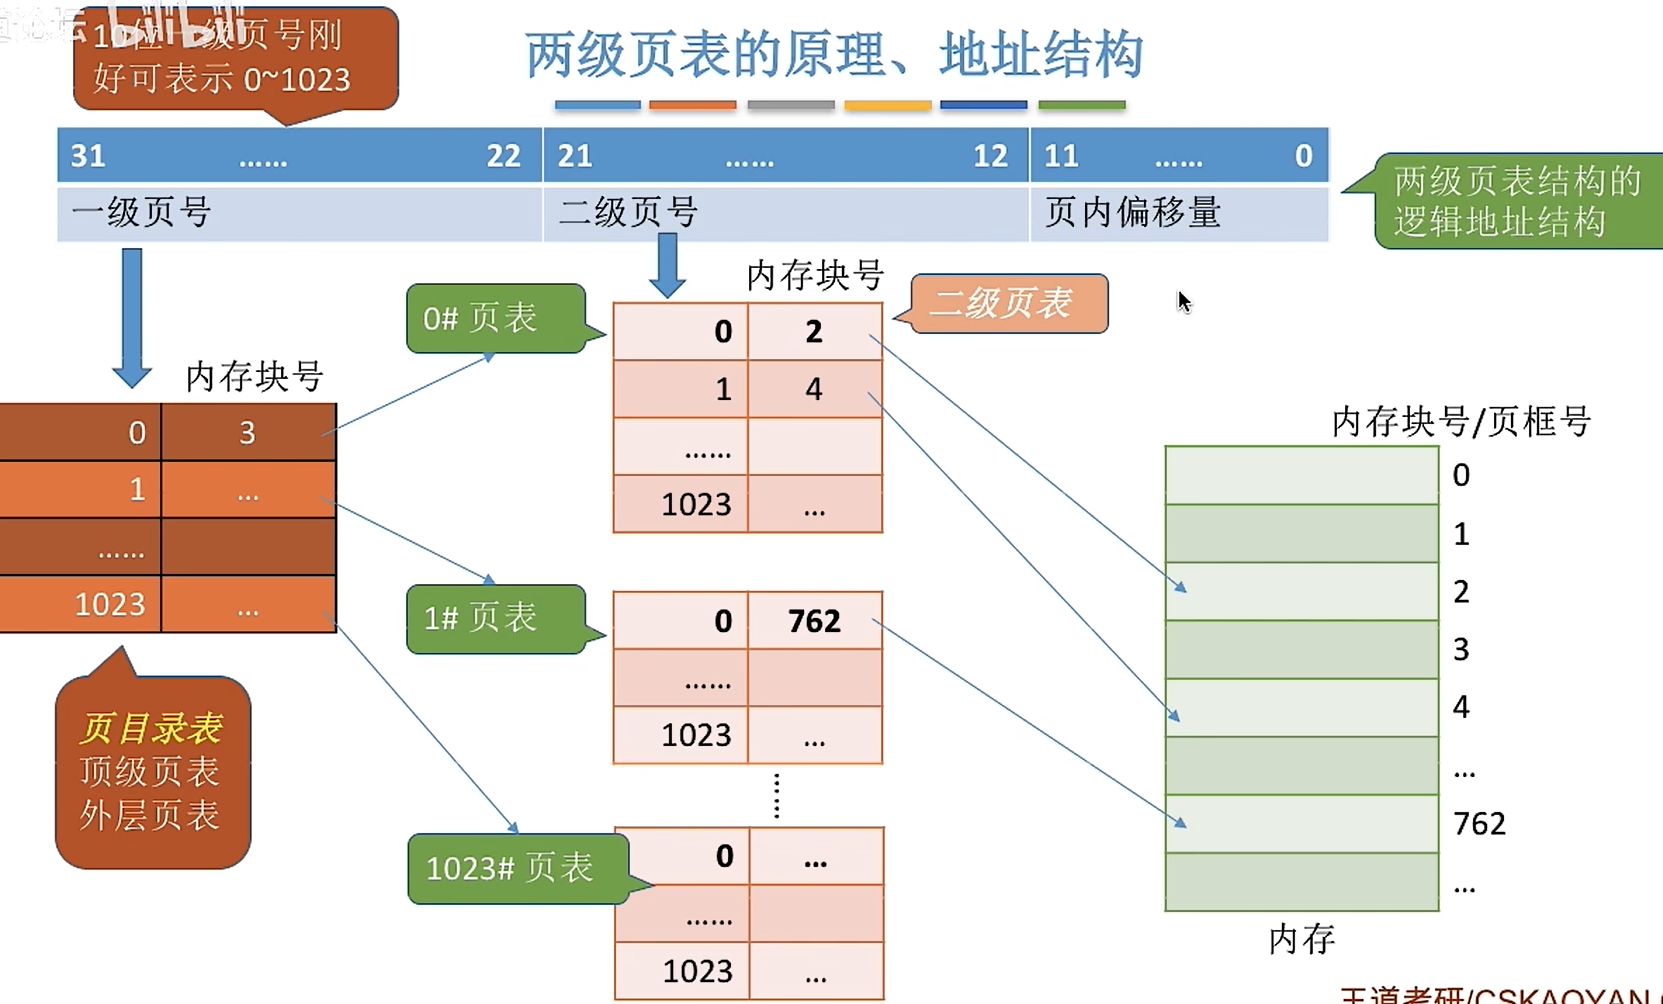 bilibili
10位一级页号刚
好可表示 0~1023
两级页表的原理、地址结构
31 …… 22 21 …… 12 11 …… 0
一级页号 二级页号 页内偏移量
两级页表结构的
逻辑地址结构
内存块号
0 3
1 ...
……
1023 ...
页目录表
顶级页表
外层页表
0# 页表
内存块号
二级页表
0 2
1 4
……
1023 ...
1# 页表
0 762
……
1023 ...
1023# 页表
0 ...
……
1023 ...
内存块号/页框号
0
1
2
3
4
...
762
...
内存
王道考研/CSKAOYAN